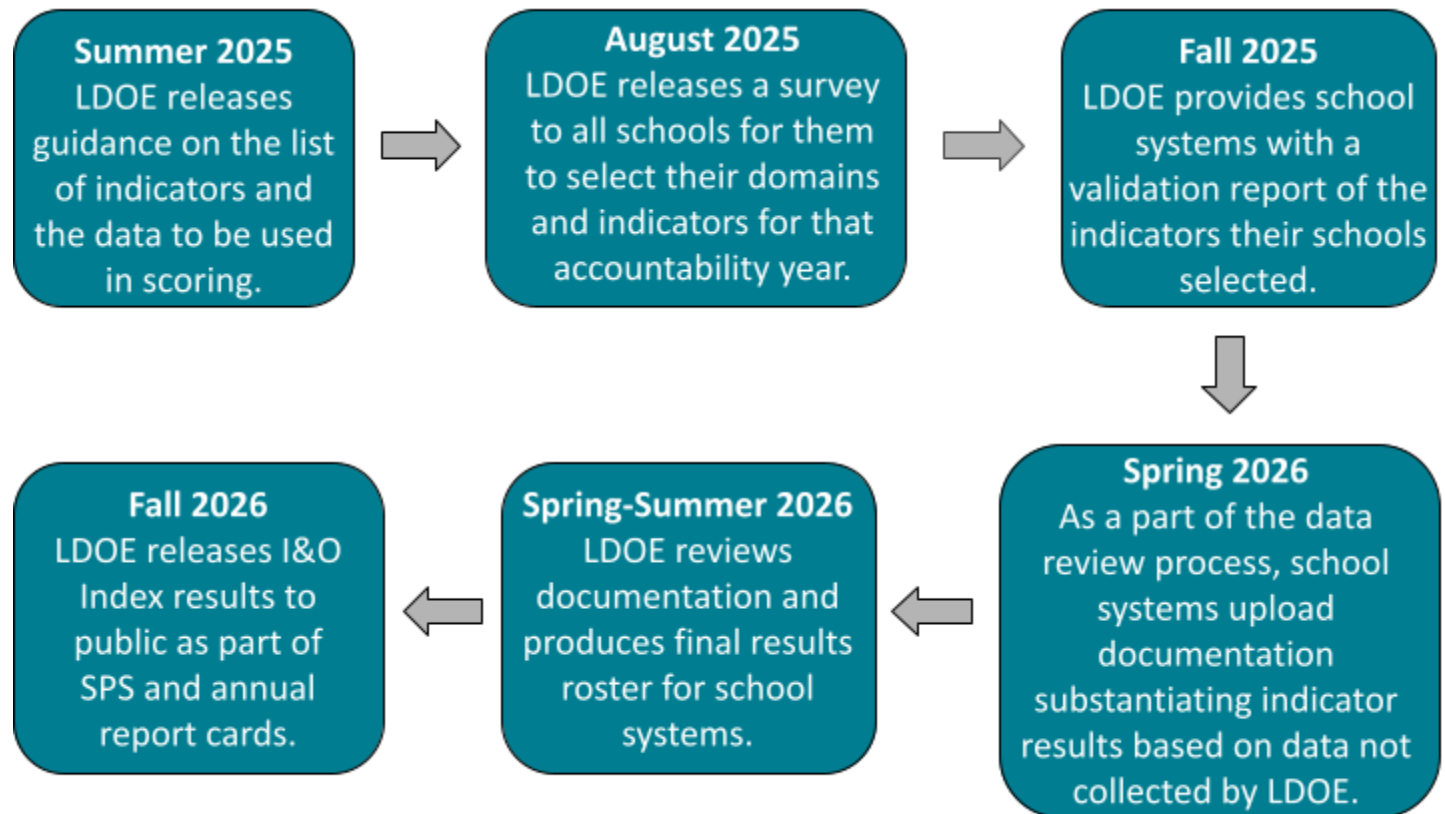 Summer 2025
LDOE releases
guidance on the list
of indicators and
the data to be used
in scoring.
August 2025
LDOE releases a survey
to all schools for them
to select their domains
and indicators for that
accountability year.
Fall 2025
LDOE provides school
systems with a
validation report of the
indicators their schools
selected.
Spring 2026
As a part of the data
review process, school
systems upload
documentation
substantiating indicator
results based on data not
collected by LDOE.
Spring-Summer 2026
LDOE reviews
documentation and
produces final results
roster for school
systems.
Fall 2026
LDOE releases I&O
Index results to
public as part of
SPS and annual
report cards.